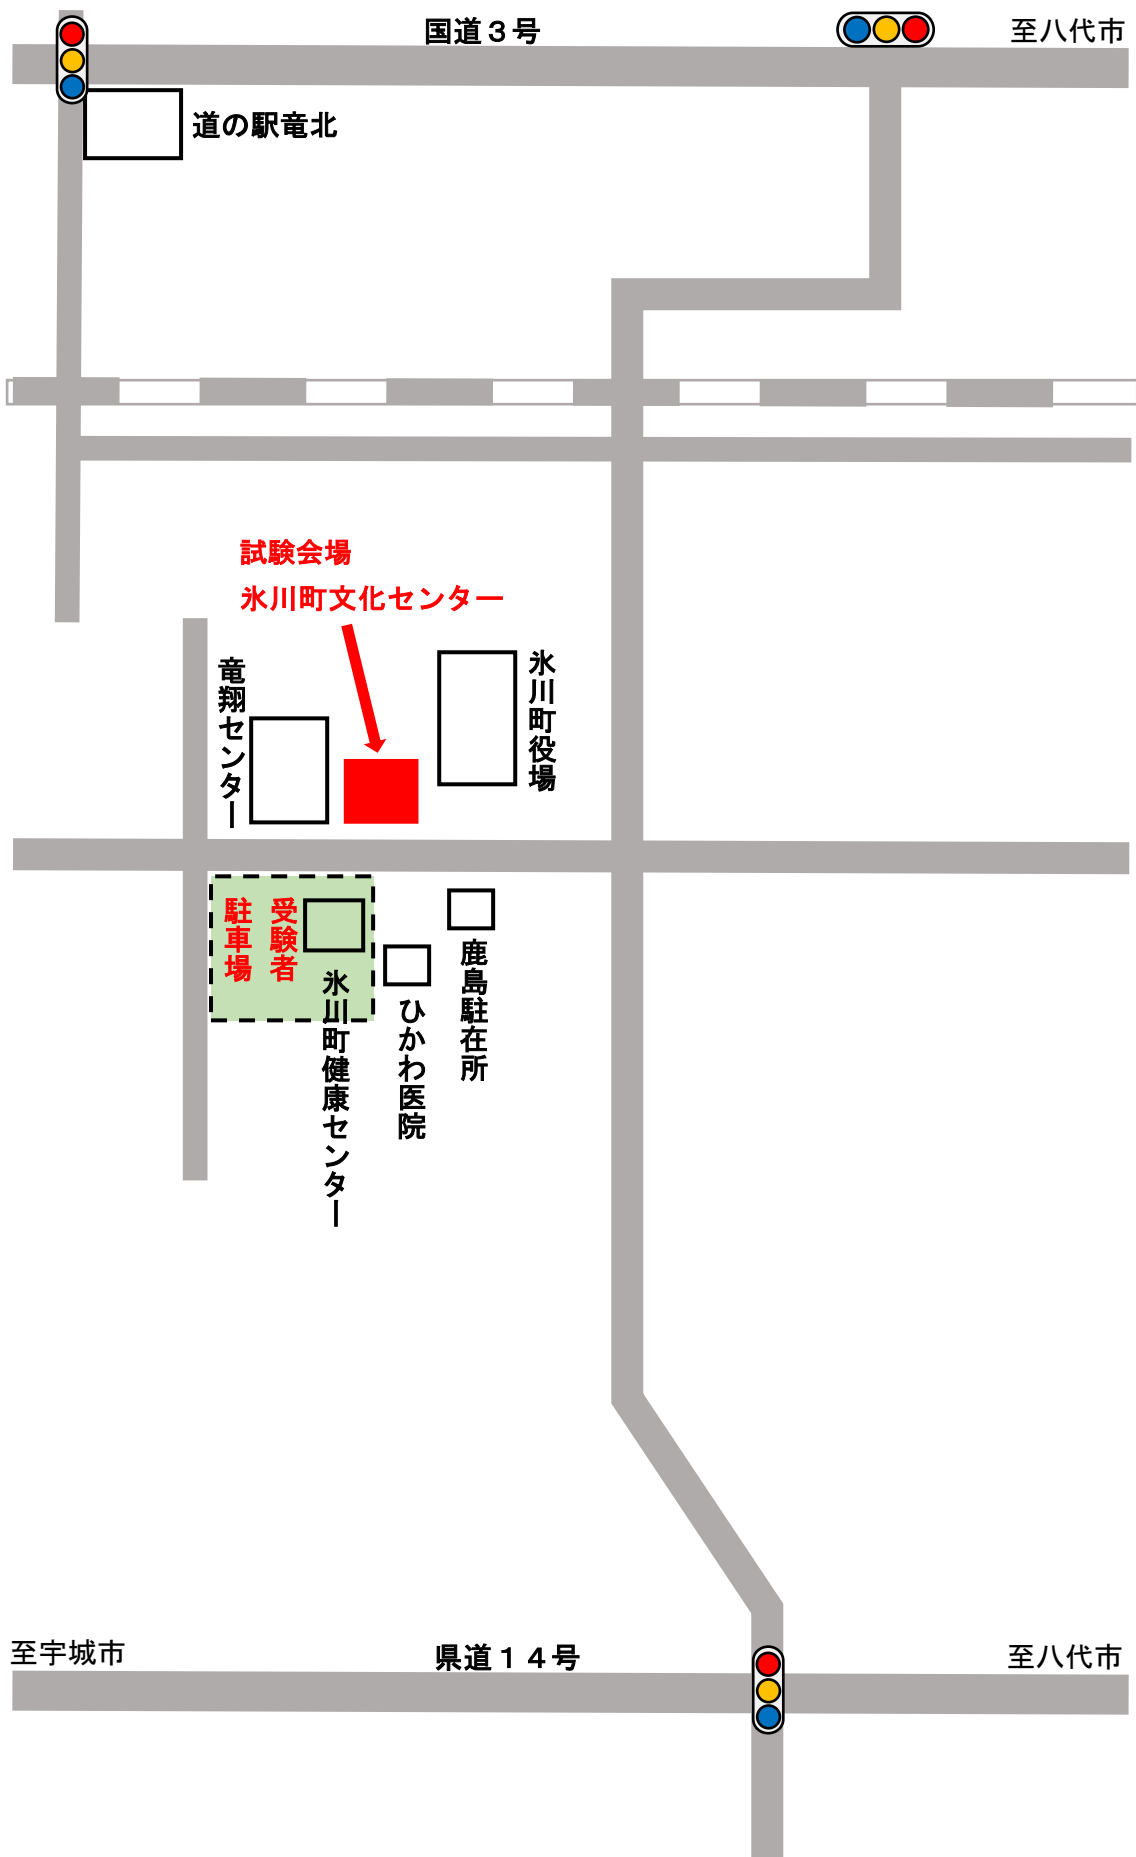 国道３号
至八代市
道の駅竜北
試験会場
氷川町文化センター
竜翔センター
氷川町役場
受験者
駐車場
氷川町健康センター
ひかわ医院
鹿島駐在所
至宇城市
県道１４号
至八代市